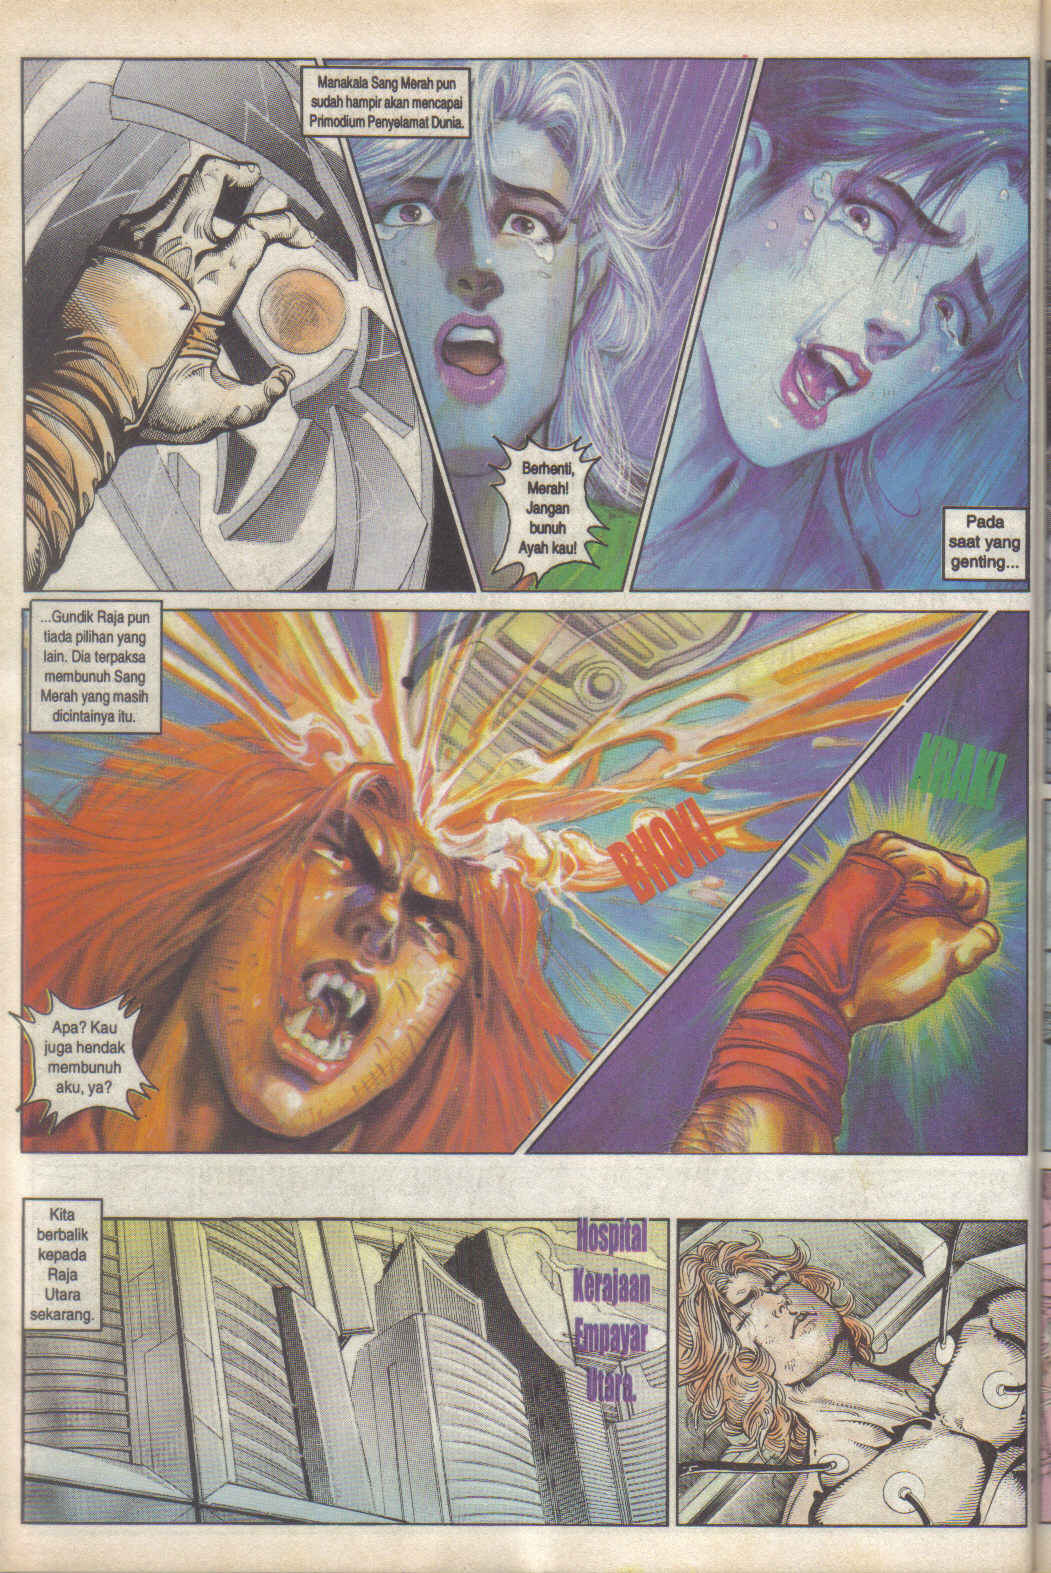 Manakala Sang Merah pun
sudah hampir akan mencapai
Primodium Penyelamat Dunia.
Berhenti,
Merah!
Jangan
bunuh
Ayah kau!
Pada
saat yang
genting...
...Gundik Raja pun
tiada pilihan yang
lain. Dia terpaksa
membunuh Sang
Merah yang masih
dicintainya itu.
BHOK!
KRAK!
Apa? Kau
juga hendak
membunuh
aku, ya?
Kita
berbalik
kepada
Raja
Utara
sekarang.
Hospital
Kerajaan
Empayar
Utara.